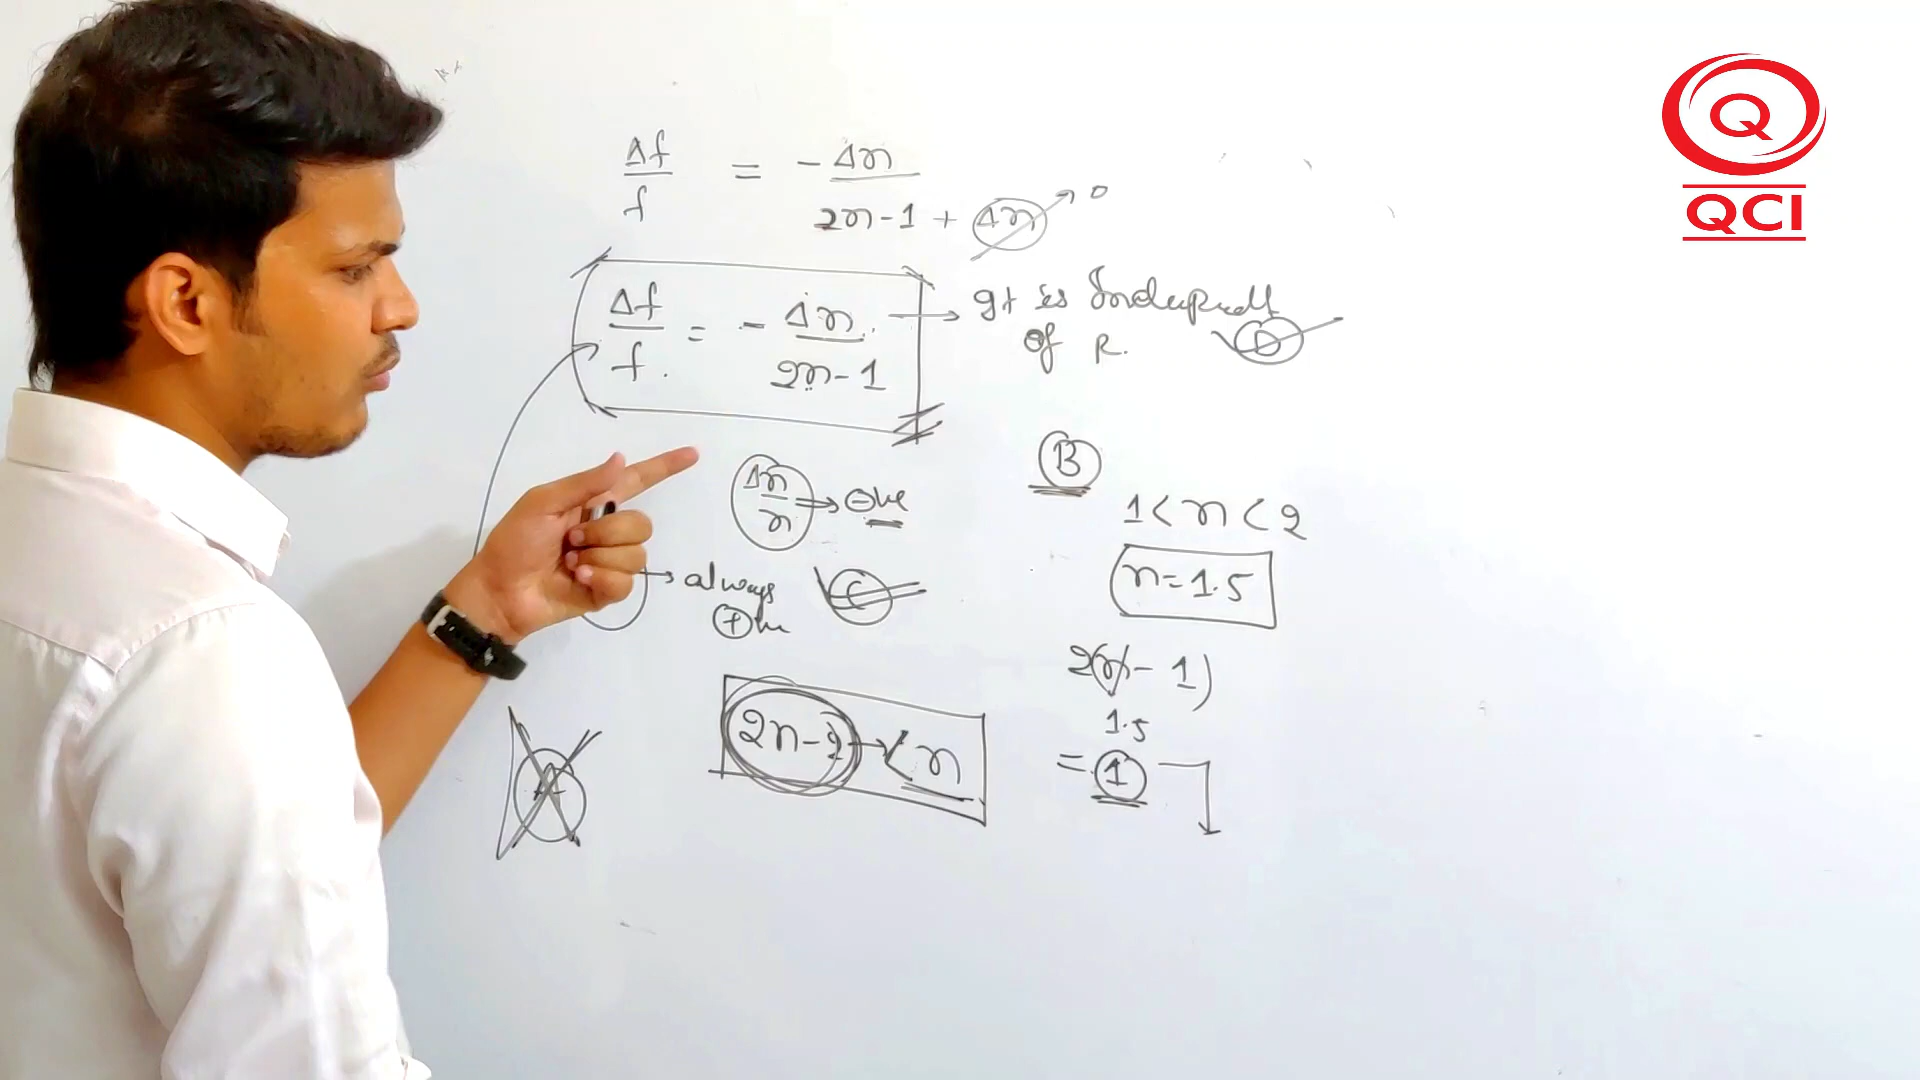 Δf/f = - Δn/2n-1 + Δn → 0
Δf/f. = - Δn/2n-1 → It is
of R. D
Δn/n → ⊖ve
B
1 < n < 2
n = 1.5
→ always
⊕ve
C
2(n - 1)
1.5
2n-2 → < n
= 1
A
Q
QCI